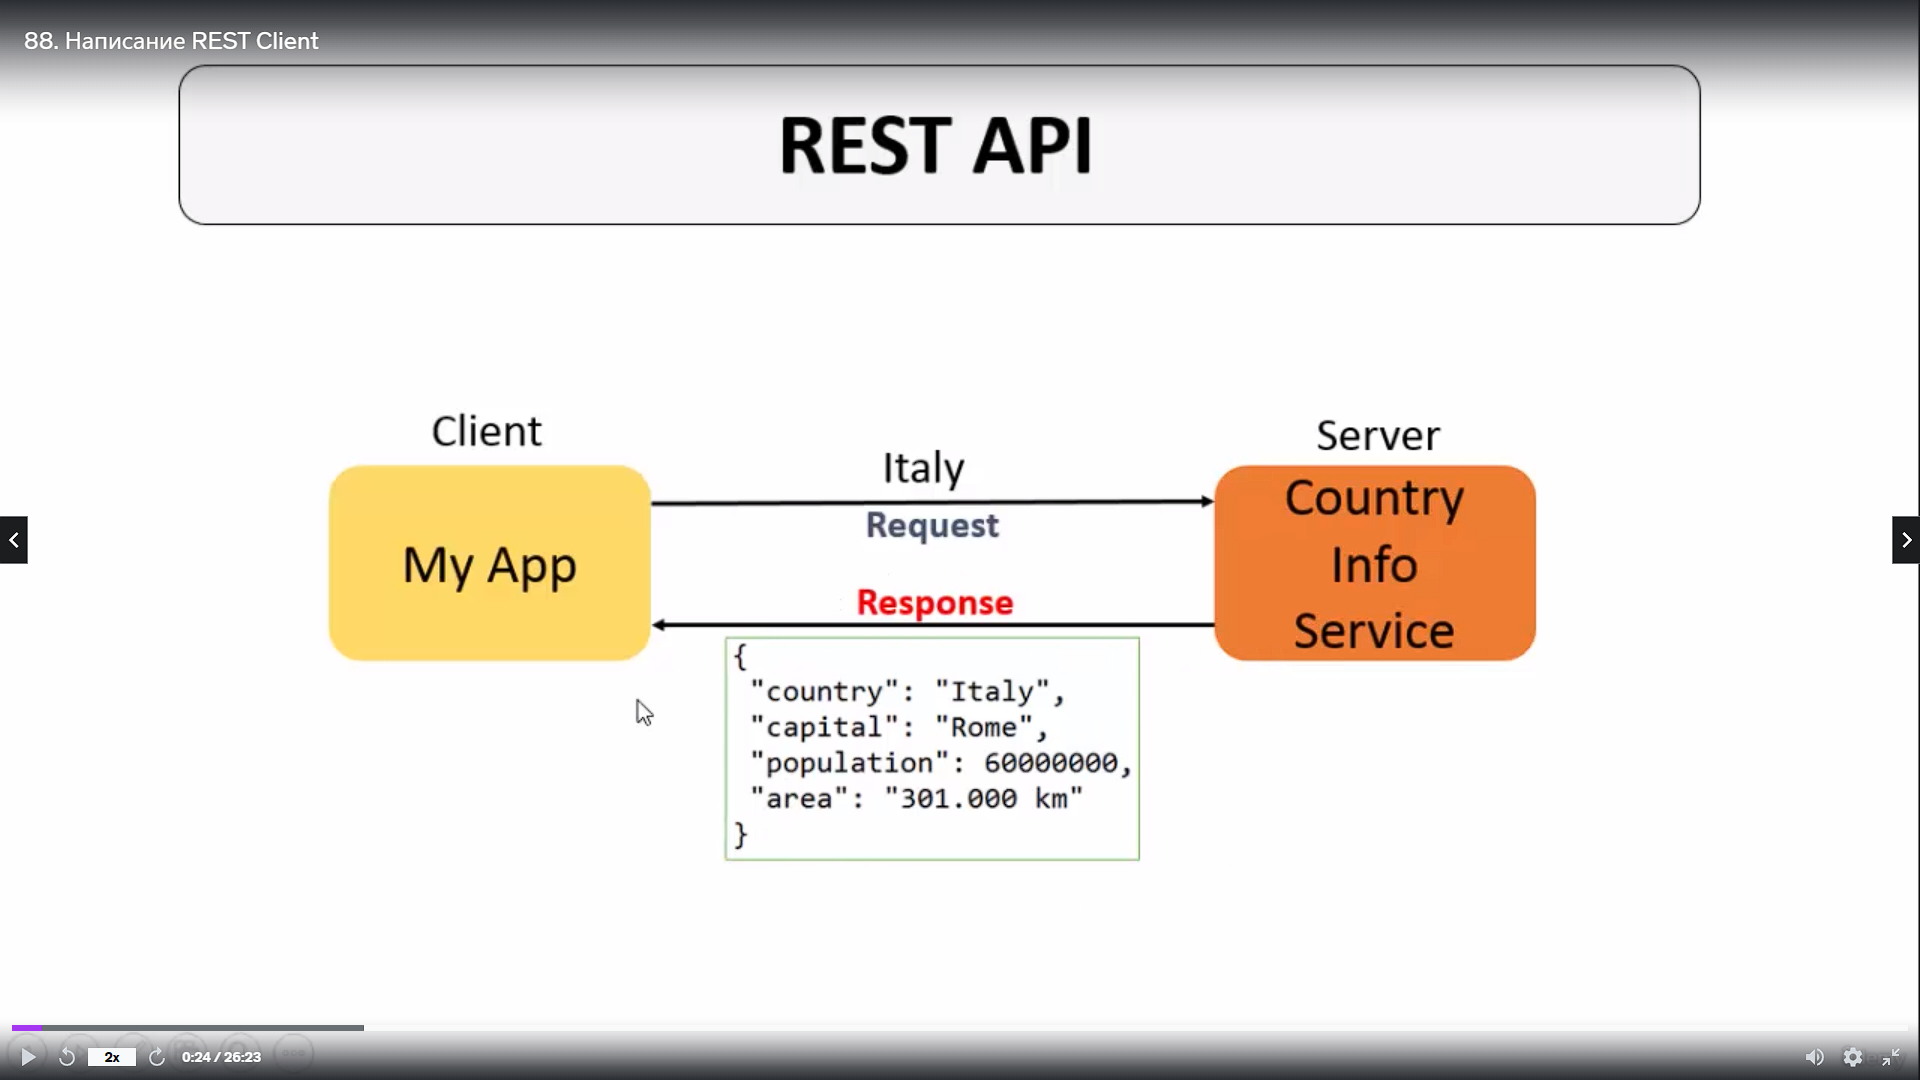 88. Написание REST Client
REST API
Client
Server
Italy
Request
My App
Country
Info
Service
Response
{
"country": "Italy",
"capital": "Rome",
"population": 60000000,
"area": "301.000 km"
}
2x
0:24 / 26:23